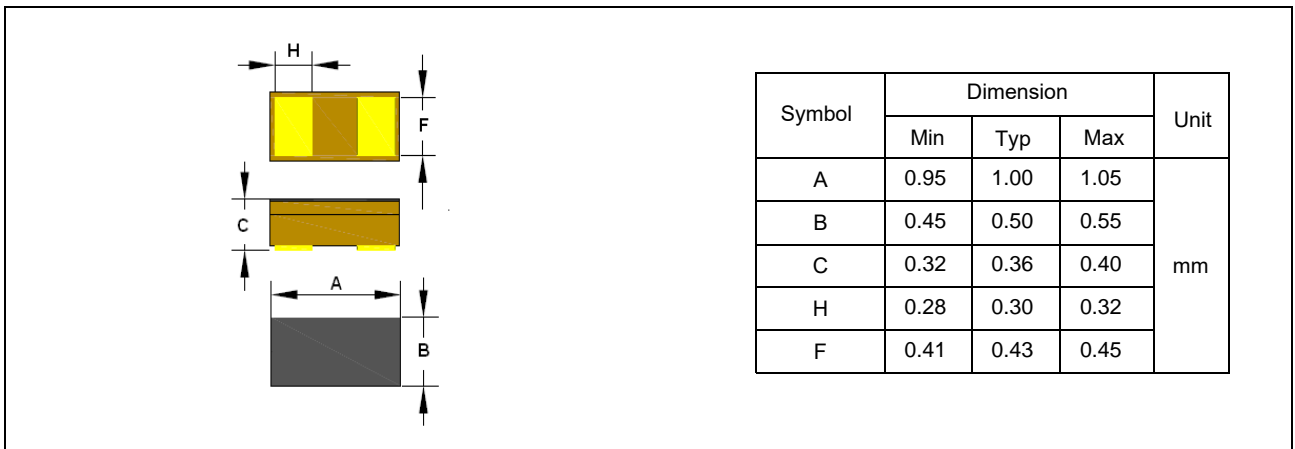 H
F
C
A
B
Symbol Dimension Unit
Min Typ Max
A 0.95 1.00 1.05
B 0.45 0.50 0.55
C 0.32 0.36 0.40 mm
H 0.28 0.30 0.32
F 0.41 0.43 0.45